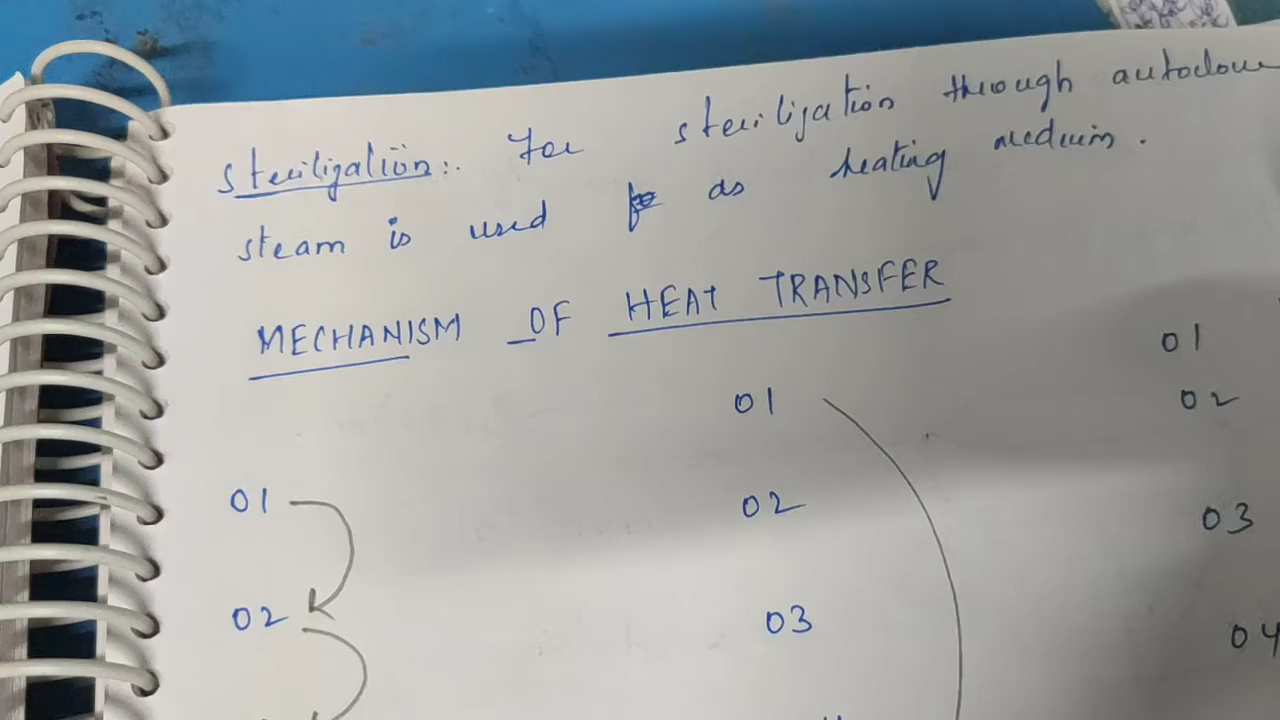 Sterilization:. For sterilization through autoclave
steam is used as heating medium.
MECHANISM OF HEAT TRANSFER
01 01 01
02 02 02
03 03
04